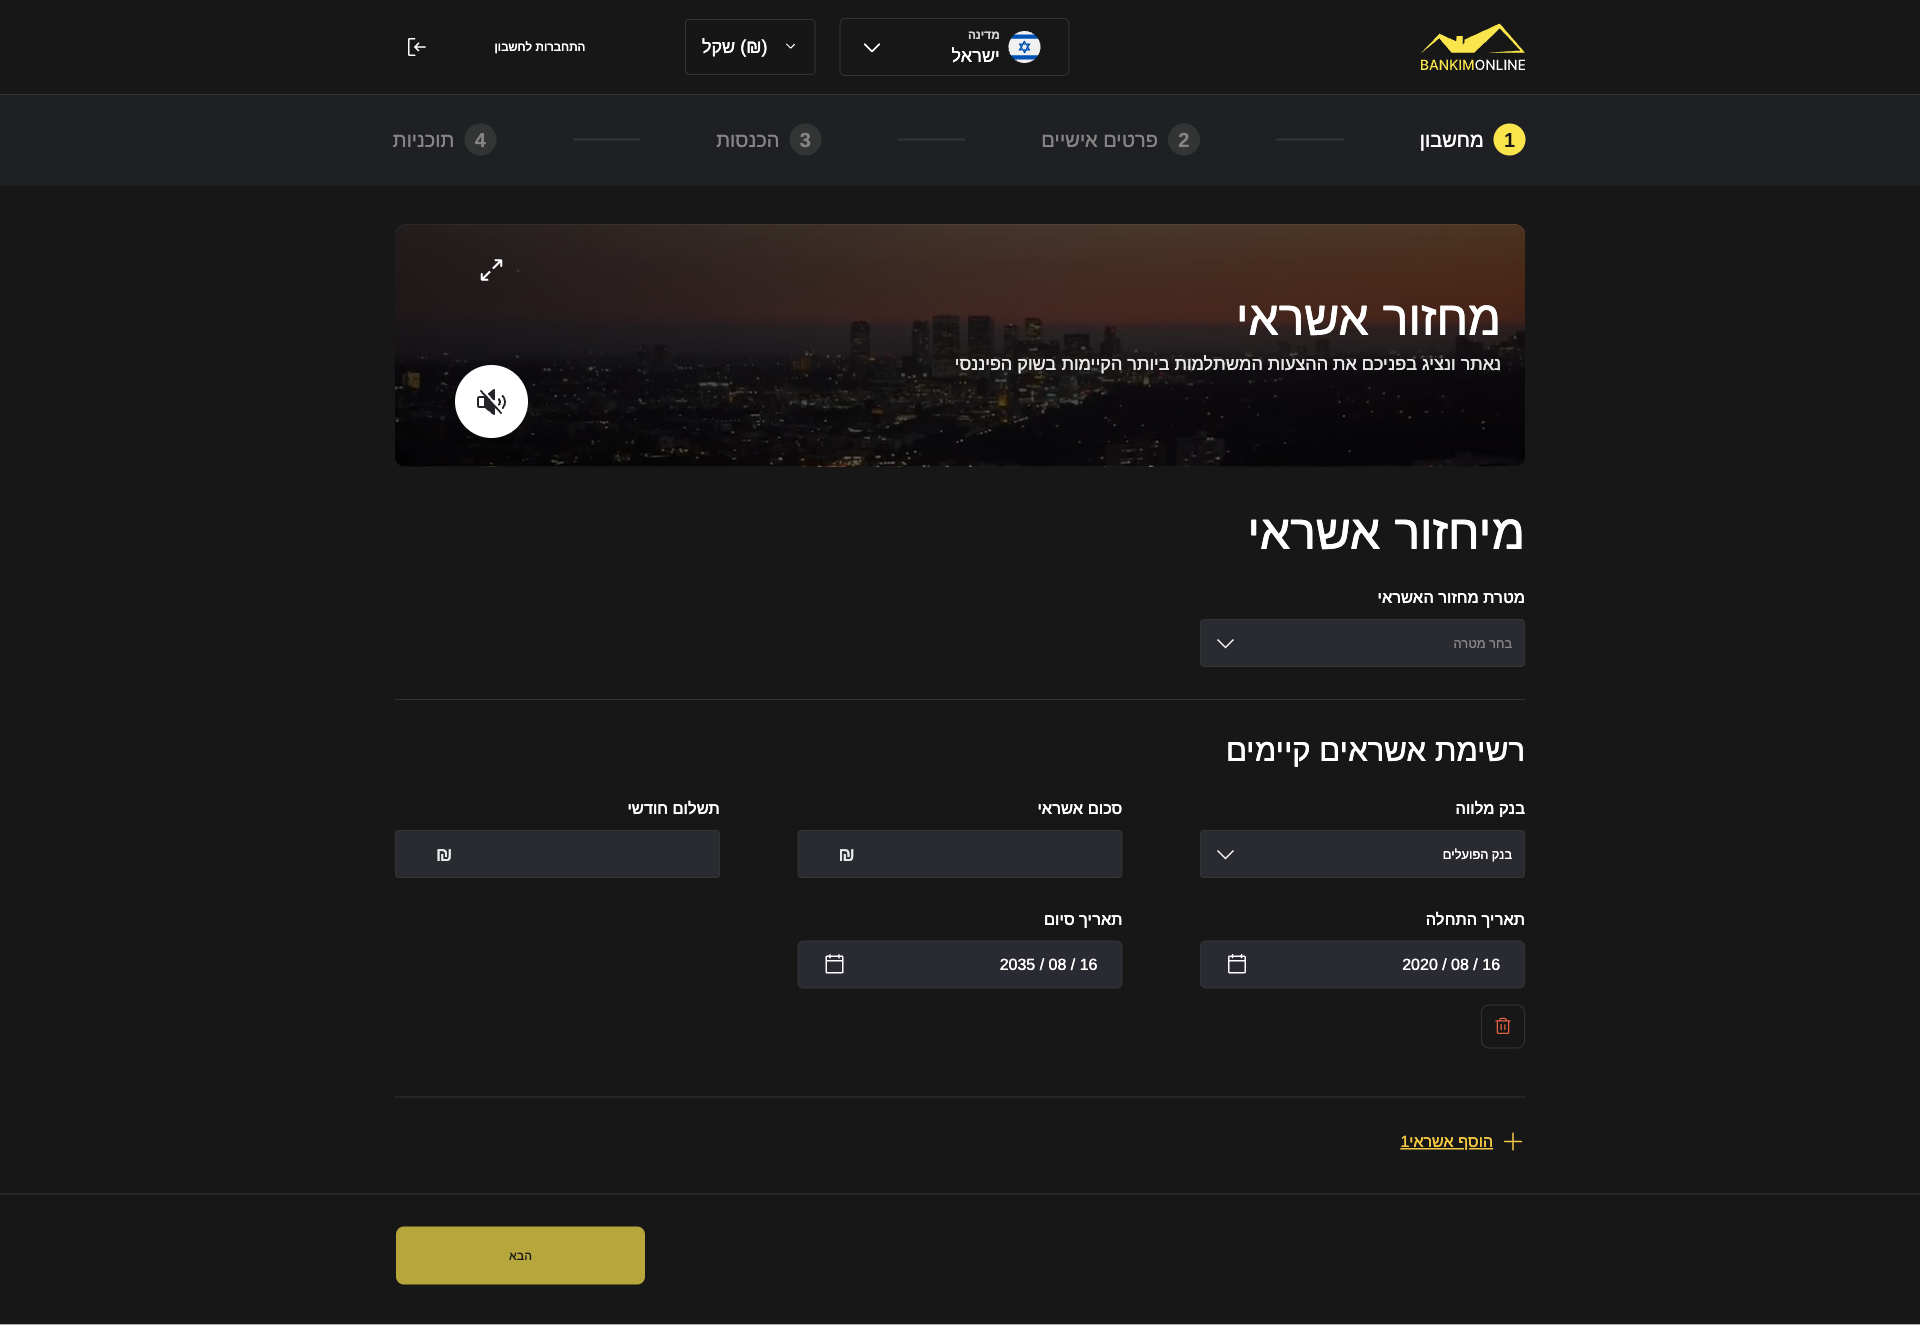 BANKIMONLINE
מדינה
ישראל
(₪) שקל
התחברות לחשבון
1 מחשבון
2 פרטים אישיים
3 הכנסות
4 תוכניות
מחזור אשראי
נאתר ונציג בפניכם את ההצעות המשתלמות ביותר הקיימות בשוק הפיננסי
מיחזור אשראי
מטרת מחזור האשראי
בחר מטרה
רשימת אשראים קיימים
בנק מלווה
סכום אשראי
תשלום חודשי
בנק הפועלים
₪
₪
תאריך התחלה
תאריך סיום
16 / 08 / 2020
16 / 08 / 2035
הוסף אשראי1
הבא